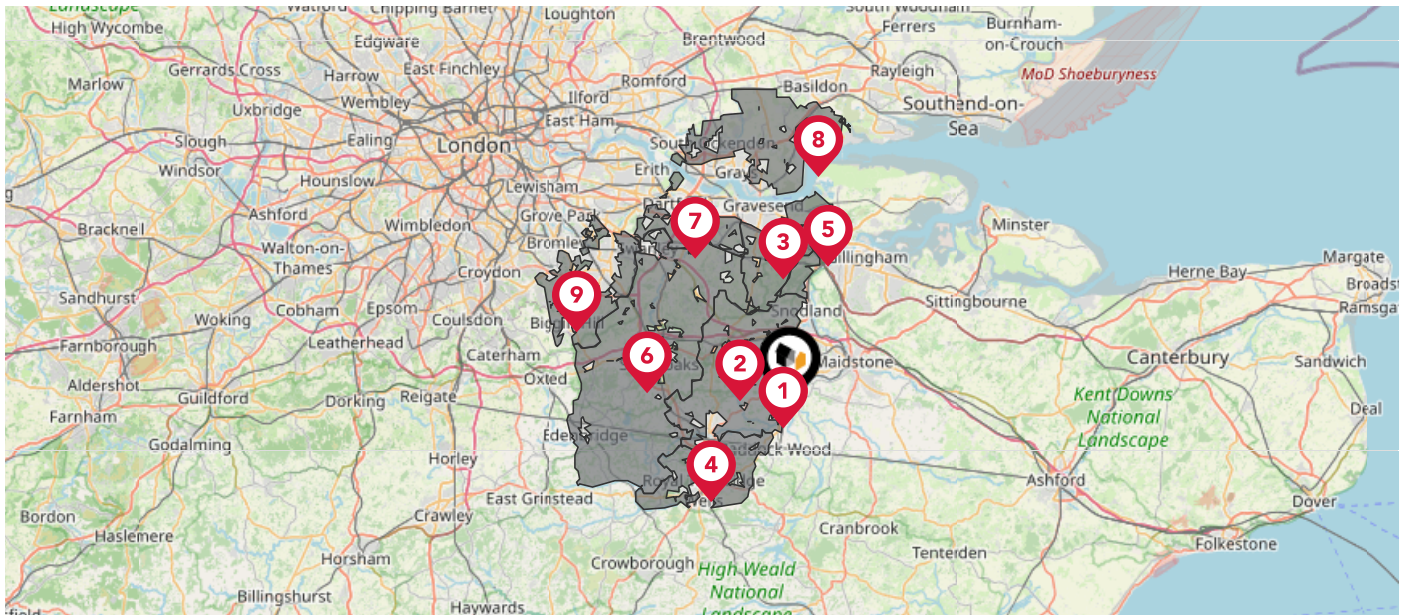 Landscape
Watford
Chipping Barnet
Loughton
South Woodham
Ferrers
High Wycombe
Edgware
Brentwood
Burnham-
on-Crouch
Gerrards Cross
East Finchley
Harrow
Romford
Rayleigh
MoD Shoeburyness
Marlow
Basildon
Uxbridge
Wembley
Ilford
Southend-on-
Sea
East Ham
Slough
Ealing
London
8
Windsor
Erith
Grays
Hounslow
Lewisham
Gravesend
Ashford
Grove Park
7
Bracknell
Wimbledon
5
Minster
3
Walton-on-
Thames
Bromley
Croydon
Herne Bay
Margate
9
Sandhurst
Cobham
Epsom
Sittingbourne
Snodland
Woking
Coulsdon
Farnborough
Leatherhead
Caterham
6
2
Maidstone
Canterbury
Sandwich
Oxted
Aldershot
1
Guildford
Dorking
Reigate
Kent Downs
National
Landscape
Farnham
Deal
Godalming
Edenbridge
Horley
4
Ashford
East Grinstead
Dover
Bordon
Crawley
Haslemere
Cranbrook
Folkestone
Horsham
Tenterden
Crowborough
High Weald
National
Landscape
Billingshurst
Haywards